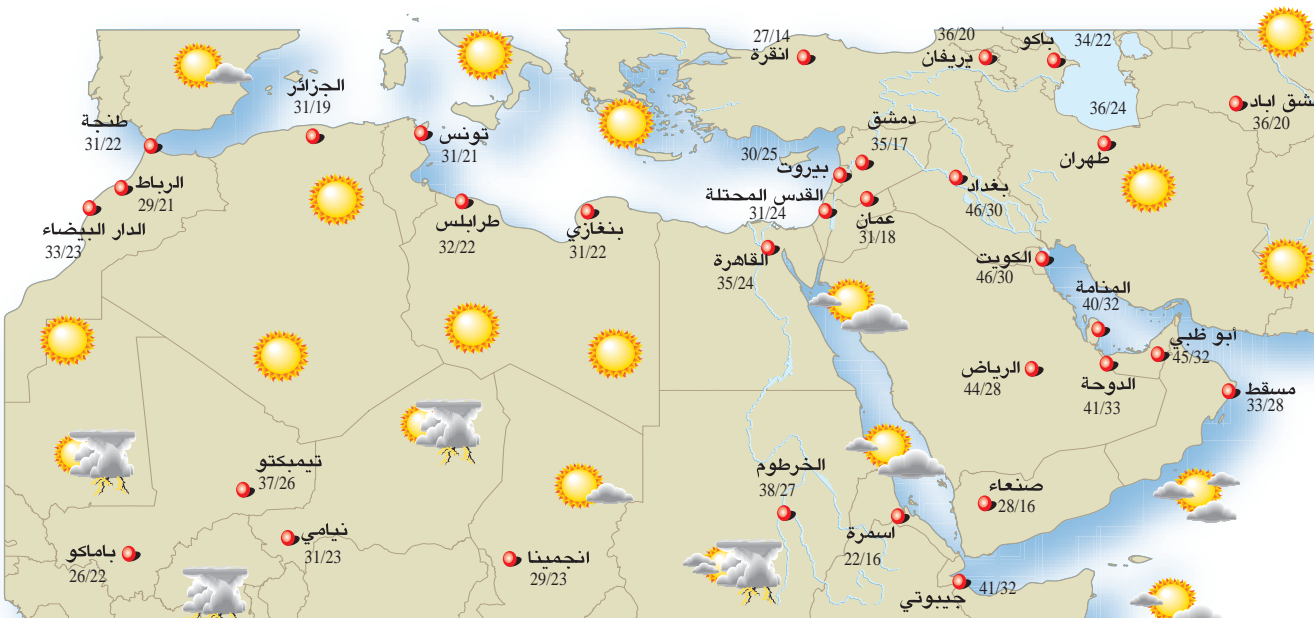 27/14
انقرة
36/20
يريفان
باكو
34/22
الجزائر
31/19
36/24
طهران
شق اباد
36/20
طنجة
31/22
تونس
31/21
دمشق
35/17
30/25
بيروت
الرباط
29/21
القدس المحتلة
31/24
عمان
31/18
بغداد
46/30
الدار البيضاء
33/23
طرابلس
32/22
بنغازي
31/22
القاهرة
35/24
الكويت
46/30
المنامة
40/32
أبو ظبي
45/32
الرياض
44/28
الدوحة
41/33
مسقط
33/28
تيمبكتو
37/26
الخرطوم
38/27
صنعاء
28/16
نيامي
31/23
باماكو
26/22
انجمينا
29/23
اسمرة
22/16
41/32
جيبوتي